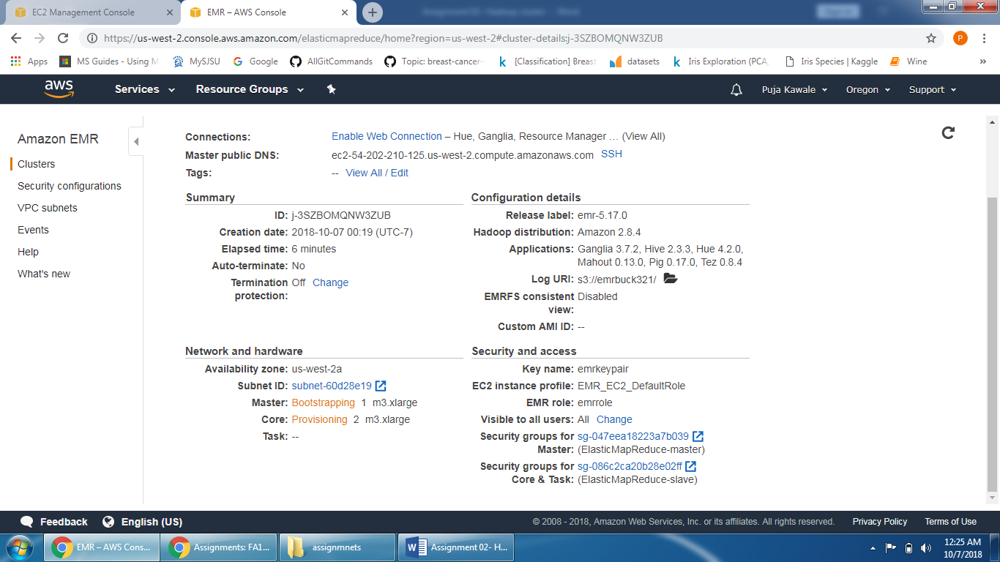 EC2 Management Console
EMR – AWS Console
https://us-west-2.console.aws.amazon.com/elasticmapreduce/home?region=us-west-2#cluster-details:j-3SZBOMQNW3ZUB
P
Apps
MS Guides - Using M
MySJSU
Google
AllGitCommands
Topic: breast-cancer-
[Classification] Breast
datasets
Iris Exploration (PCA,
Iris Species | Kaggle
Wine
»
aws
Services
Resource Groups
Puja Kawale
Oregon
Support
Amazon EMR
Clusters
Security configurations
VPC subnets
Events
Help
What's new
Connections: Enable Web Connection – Hue, Ganglia, Resource Manager … (View All)
Master public DNS: ec2-54-202-210-125.us-west-2.compute.amazonaws.com SSH
Tags: -- View All / Edit
Summary
ID: j-3SZBOMQNW3ZUB
Creation date: 2018-10-07 00:19 (UTC-7)
Elapsed time: 6 minutes
Auto-terminate: No
Termination Off Change
protection:
Configuration details
Release label: emr-5.17.0
Hadoop distribution: Amazon 2.8.4
Applications: Ganglia 3.7.2, Hive 2.3.3, Hue 4.2.0,
Mahout 0.13.0, Pig 0.17.0, Tez 0.8.4
Log URI: s3://emrbuck321/
EMRFS consistent Disabled
view:
Custom AMI ID: --
Network and hardware
Availability zone: us-west-2a
Subnet ID: subnet-60d28e19
Master: Bootstrapping 1 m3.xlarge
Core: Provisioning 2 m3.xlarge
Task: --
Security and access
Key name: emrkeypair
EC2 instance profile: EMR_EC2_DefaultRole
EMR role: emrrole
Visible to all users: All Change
Security groups for sg-047eea18223a7b039
Master: (ElasticMapReduce-master)
Security groups for sg-086c2ca20b28e02ff
Core & Task: (ElasticMapReduce-slave)
Feedback
English (US)
© 2008 - 2018, Amazon Web Services, Inc. or its affiliates. All rights reserved.
Privacy Policy
Terms of Use
EMR – AWS Cons...
Assignments: FA1...
assignmnets
Assignment 02- H...
12:25 AM
10/7/2018